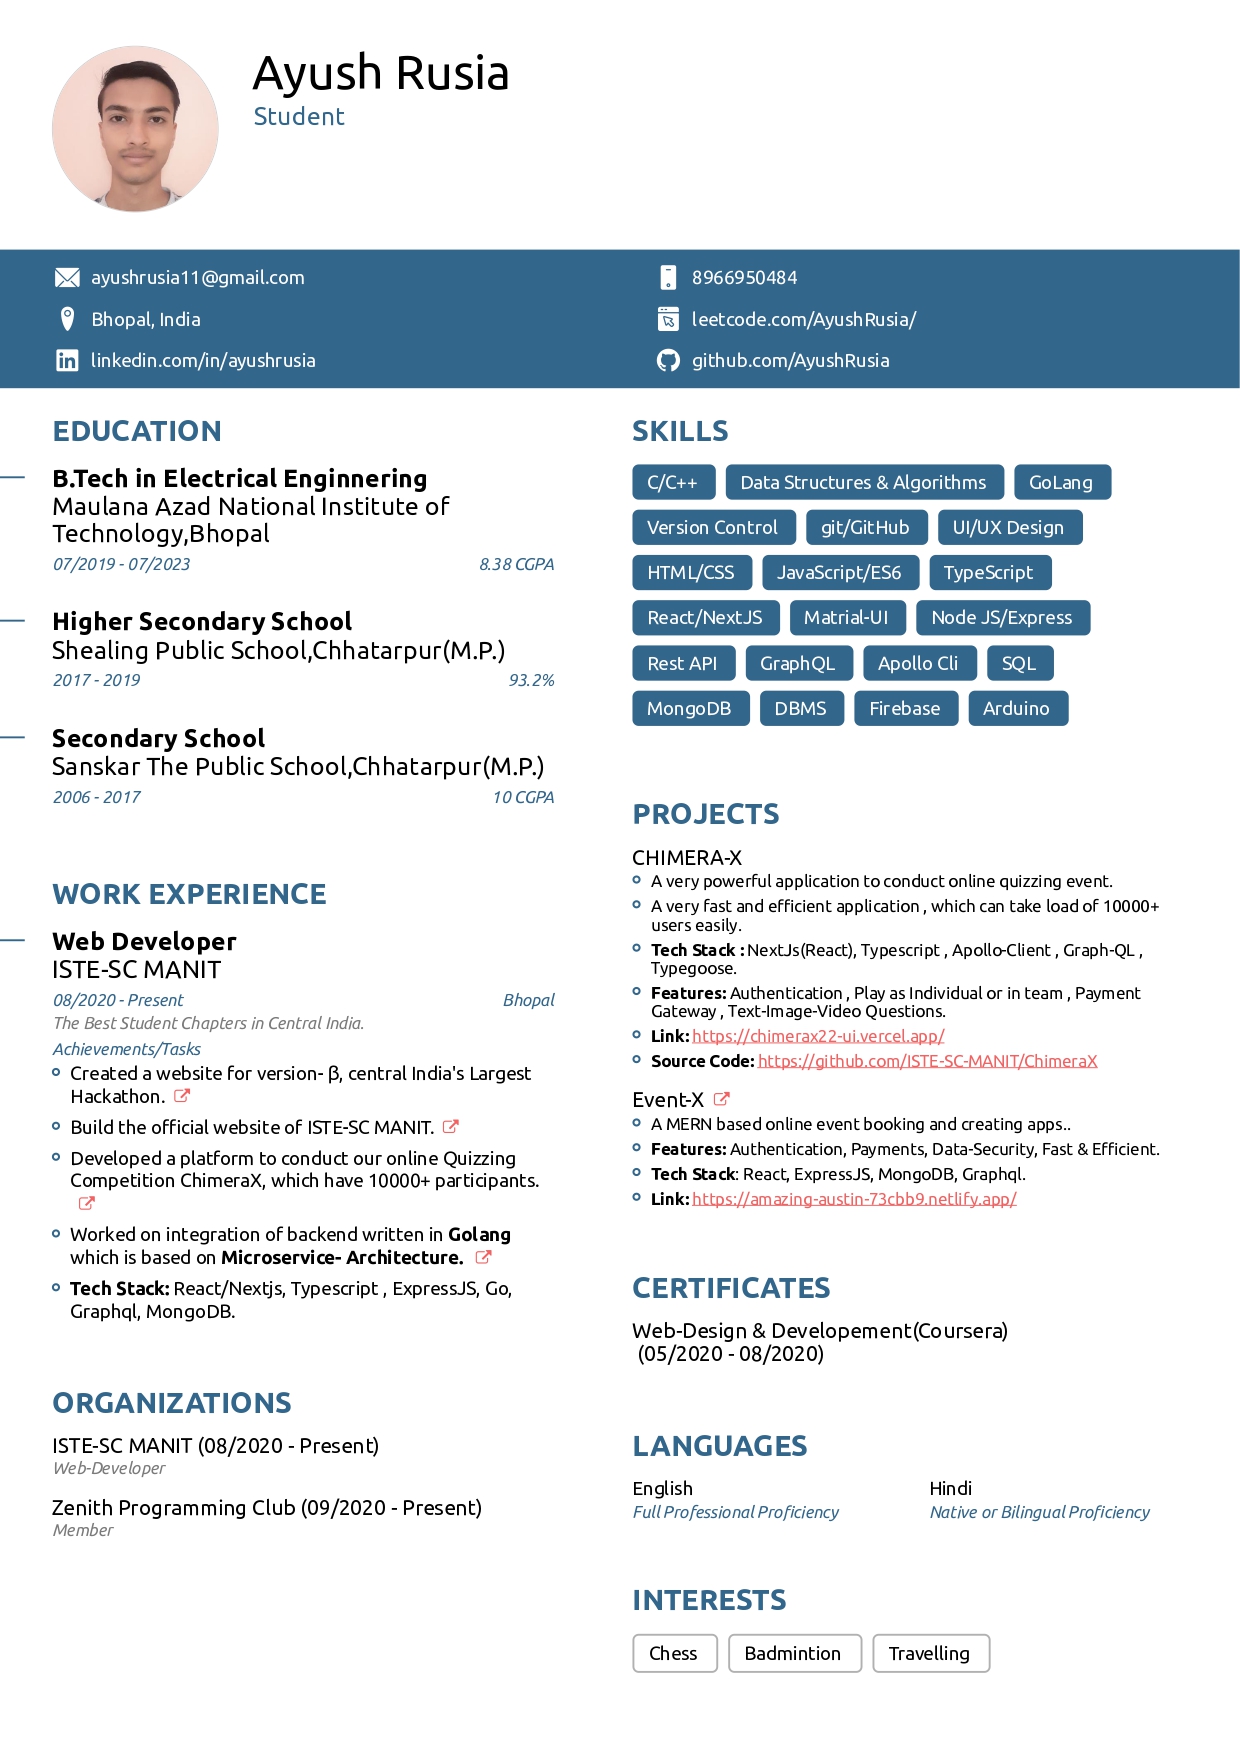 Ayush Rusia
Student
ayushrusia11@gmail.com
8966950484
Bhopal, India
leetcode.com/AyushRusia/
linkedin.com/in/ayushrusia
github.com/AyushRusia
EDUCATION
B.Tech in Electrical Enginnering
Maulana Azad National Institute of
Technology,Bhopal
07/2019 - 07/2023
8.38 CGPA
Higher Secondary School
Shealing Public School,Chhatarpur(M.P.)
2017 - 2019
93.2%
Secondary School
Sanskar The Public School,Chhatarpur(M.P.)
2006 - 2017
10 CGPA
WORK EXPERIENCE
Web Developer
ISTE-SC MANIT
08/2020 - Present
Bhopal
The Best Student Chapters in Central India.
Achievements/Tasks
Created a website for version- β, central India's Largest
Hackathon.
Build the official website of ISTE-SC MANIT.
Developed a platform to conduct our online Quizzing
Competition ChimeraX, which have 10000+ participants.
Worked on integration of backend written in Golang
which is based on Microservice- Architecture.
Tech Stack: React/Nextjs, Typescript , ExpressJS, Go,
Graphql, MongoDB.
ORGANIZATIONS
ISTE-SC MANIT (08/2020 - Present)
Web-Developer
Zenith Programming Club (09/2020 - Present)
Member
SKILLS
C/C++ Data Structures & Algorithms GoLang
Version Control git/GitHub UI/UX Design
HTML/CSS JavaScript/ES6 TypeScript
React/NextJS Matrial-UI Node JS/Express
Rest API GraphQL Apollo Cli SQL
MongoDB DBMS Firebase Arduino
PROJECTS
CHIMERA-X
A very powerful application to conduct online quizzing event.
A very fast and efficient application , which can take load of 10000+
users easily.
Tech Stack : NextJs(React), Typescript , Apollo-Client , Graph-QL ,
Typegoose.
Features: Authentication , Play as Individual or in team , Payment
Gateway , Text-Image-Video Questions.
Link: https://chimerax22-ui.vercel.app/
Source Code: https://github.com/ISTE-SC-MANIT/ChimeraX
Event-X
A MERN based online event booking and creating apps..
Features: Authentication, Payments, Data-Security, Fast & Efficient.
Tech Stack: React, ExpressJS, MongoDB, Graphql.
Link: https://amazing-austin-73cbb9.netlify.app/
CERTIFICATES
Web-Design & Developement(Coursera)
(05/2020 - 08/2020)
LANGUAGES
English
Full Professional Proficiency
Hindi
Native or Bilingual Proficiency
INTERESTS
Chess Badmintion Travelling